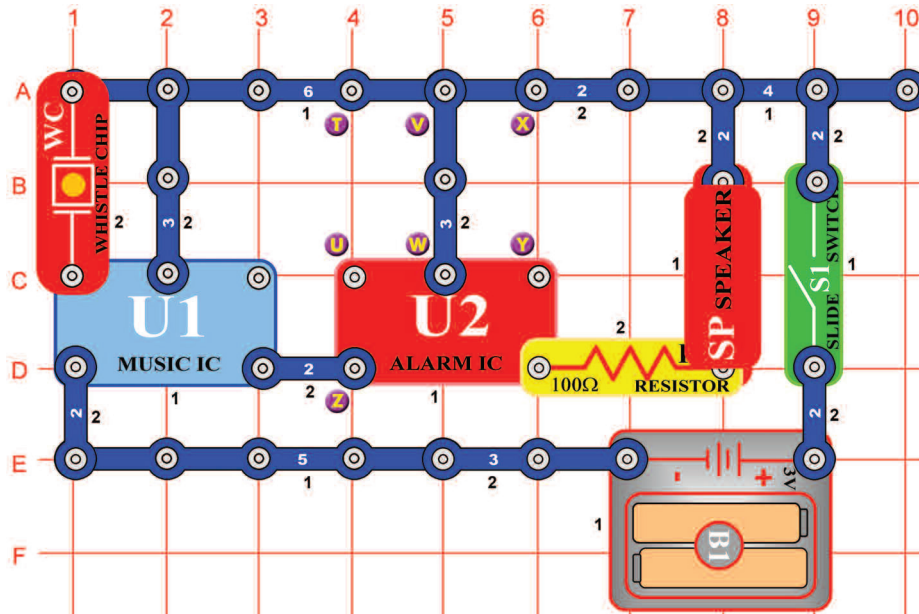 1 2 3 4 5 6 7 8 9 10
A
6
1
2
2
4
1
WC
WHISTLE CHIP
2
3
2
T
V
X
3
2
2
2
2
2
B
U
W
Y
C
U1
MUSIC IC
1
U2
ALARM IC
1
SP SPEAKER
1
S1
SLIDE SWITCH
1
D
2
2
Z
2
100Ω
RESISTOR
2
2
2
2
E
5
1
3
2
- +
3V
B1
1
F